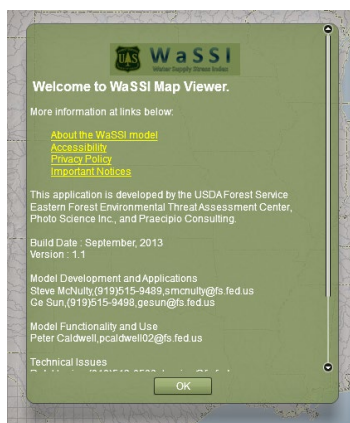 UAS
WaSSI
Water Supply Stress Index
Welcome to WaSSI Map Viewer.
More information at links below:
About the WaSSI model
Accessibility
Privacy Policy
Important Notices
This application is developed by the USDA Forest Service
Eastern Forest Environmental Threat Assessment Center,
Photo Science Inc., and Praecipio Consulting.
Build Date : September, 2013
Version : 1.1
Model Development and Applications
Steve McNulty,(919)515-9489,smcnulty@fs.fed.us
Ge Sun,(919)515-9498,gesun@fs.fed.us
Model Functionality and Use
Peter Caldwell,pcaldwell02@fs.fed.us
Technical Issues
OK